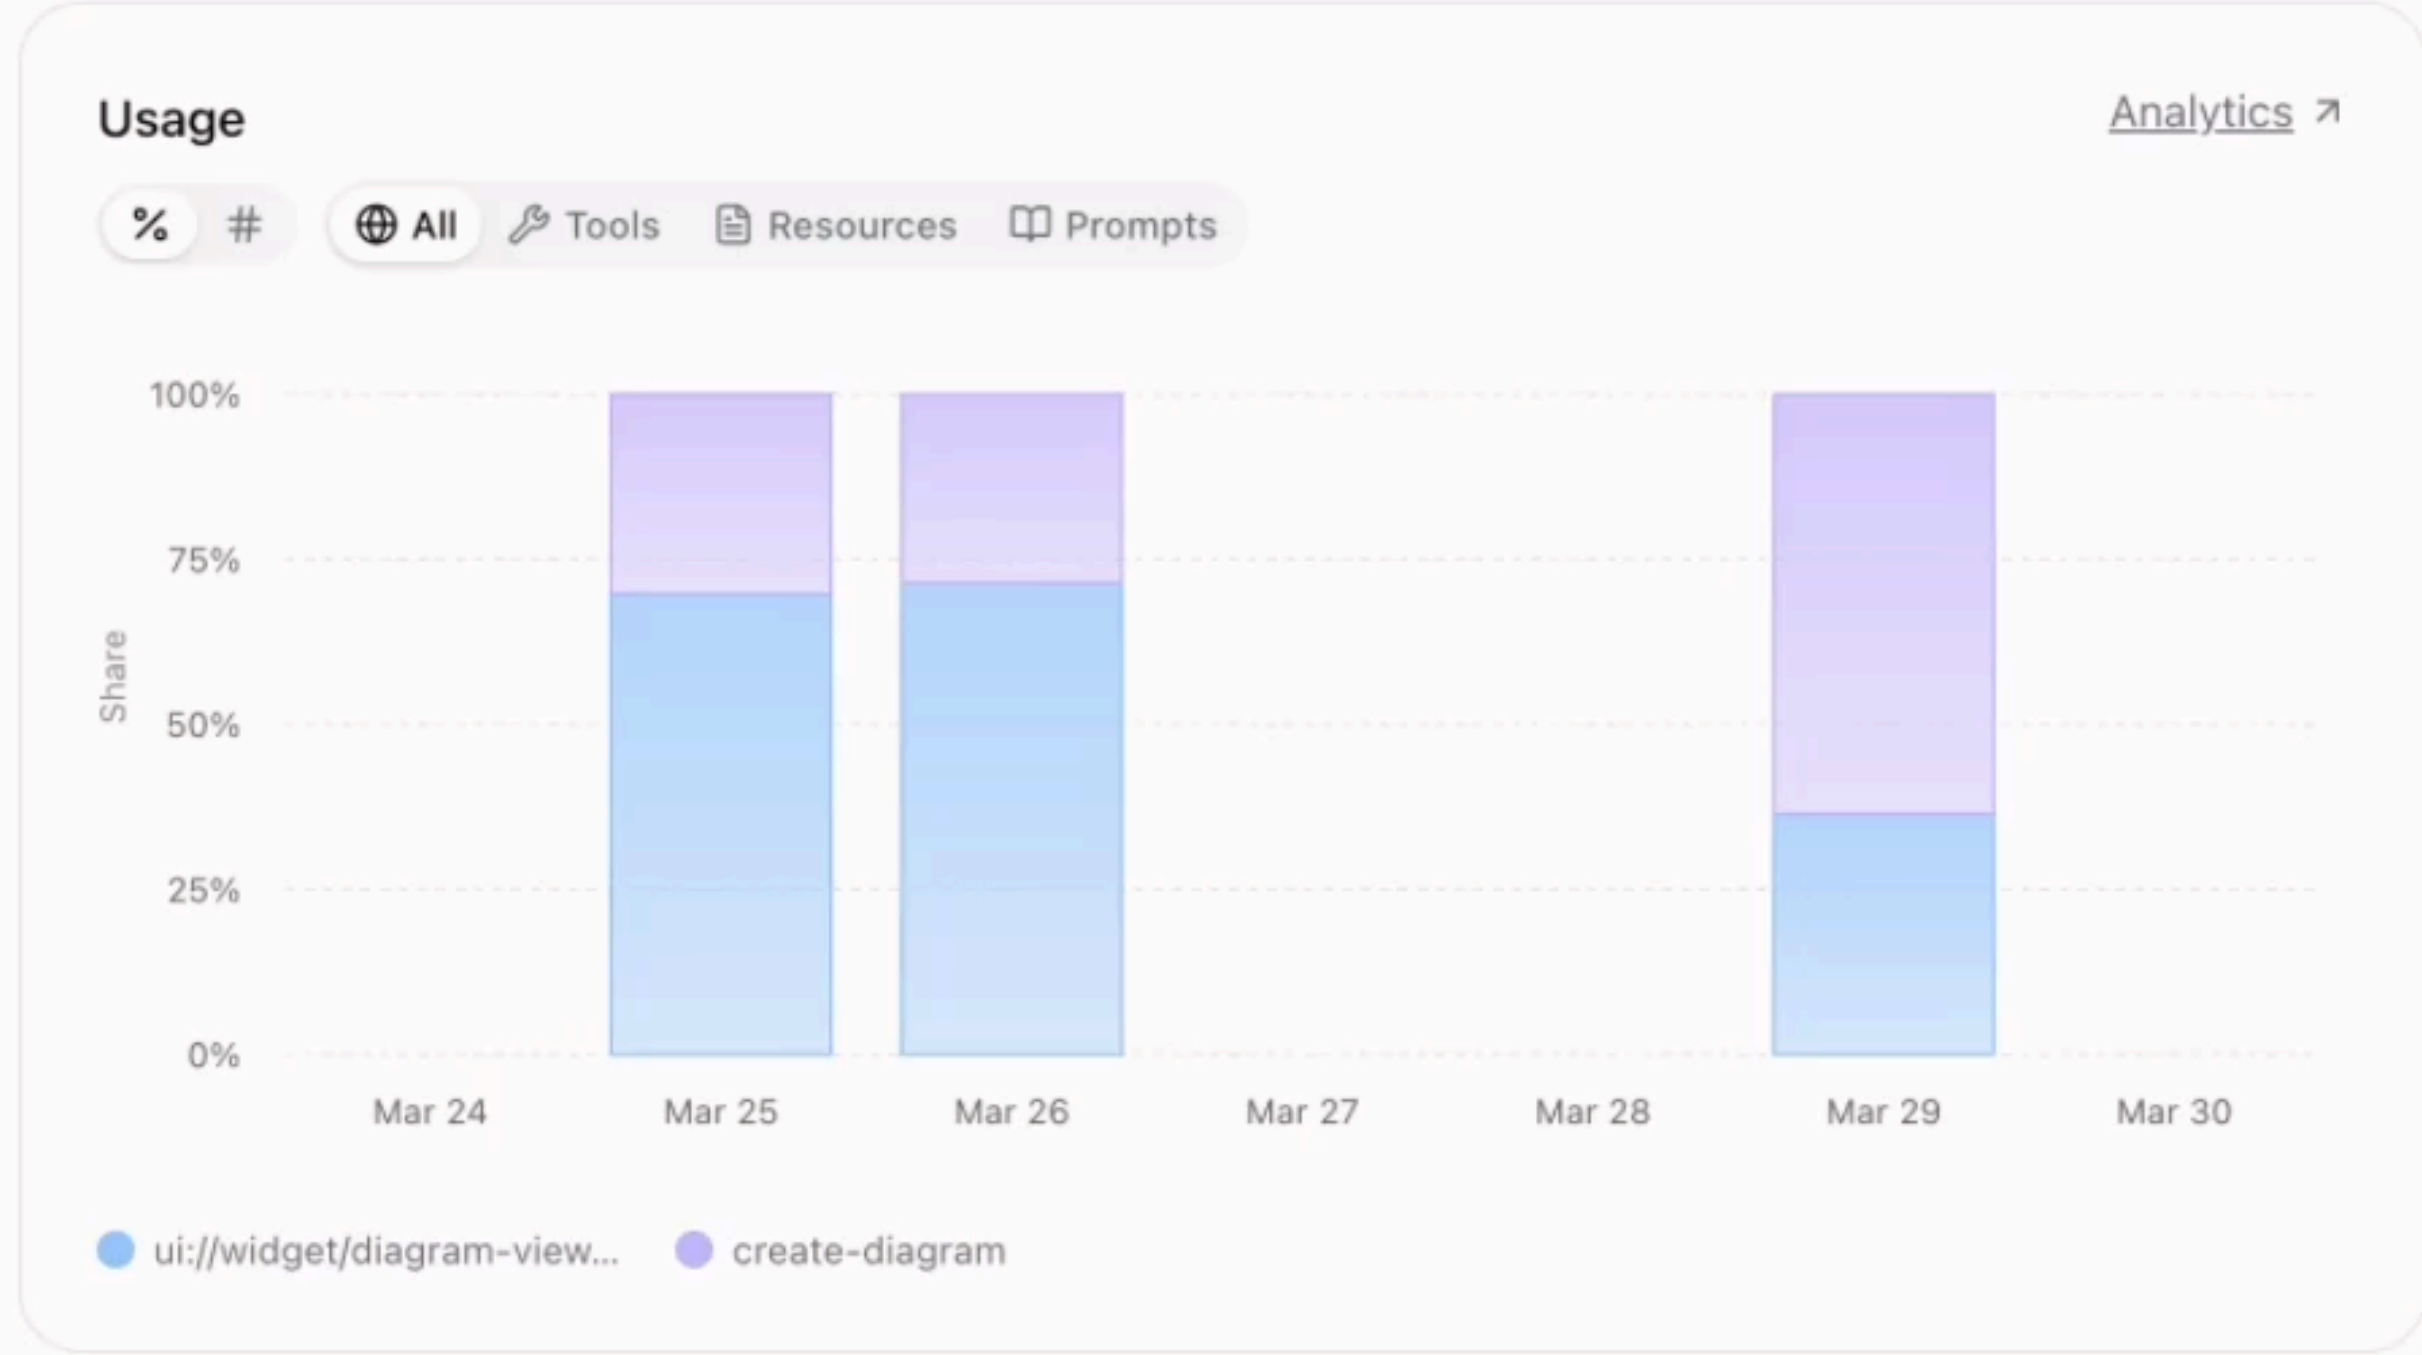 Usage
Analytics ↗
% #
All Tools Resources Prompts
100%
75%
50%
25%
0%
Share
Mar 24 Mar 25 Mar 26 Mar 27 Mar 28 Mar 29 Mar 30
ui://widget/diagram-view... create-diagram